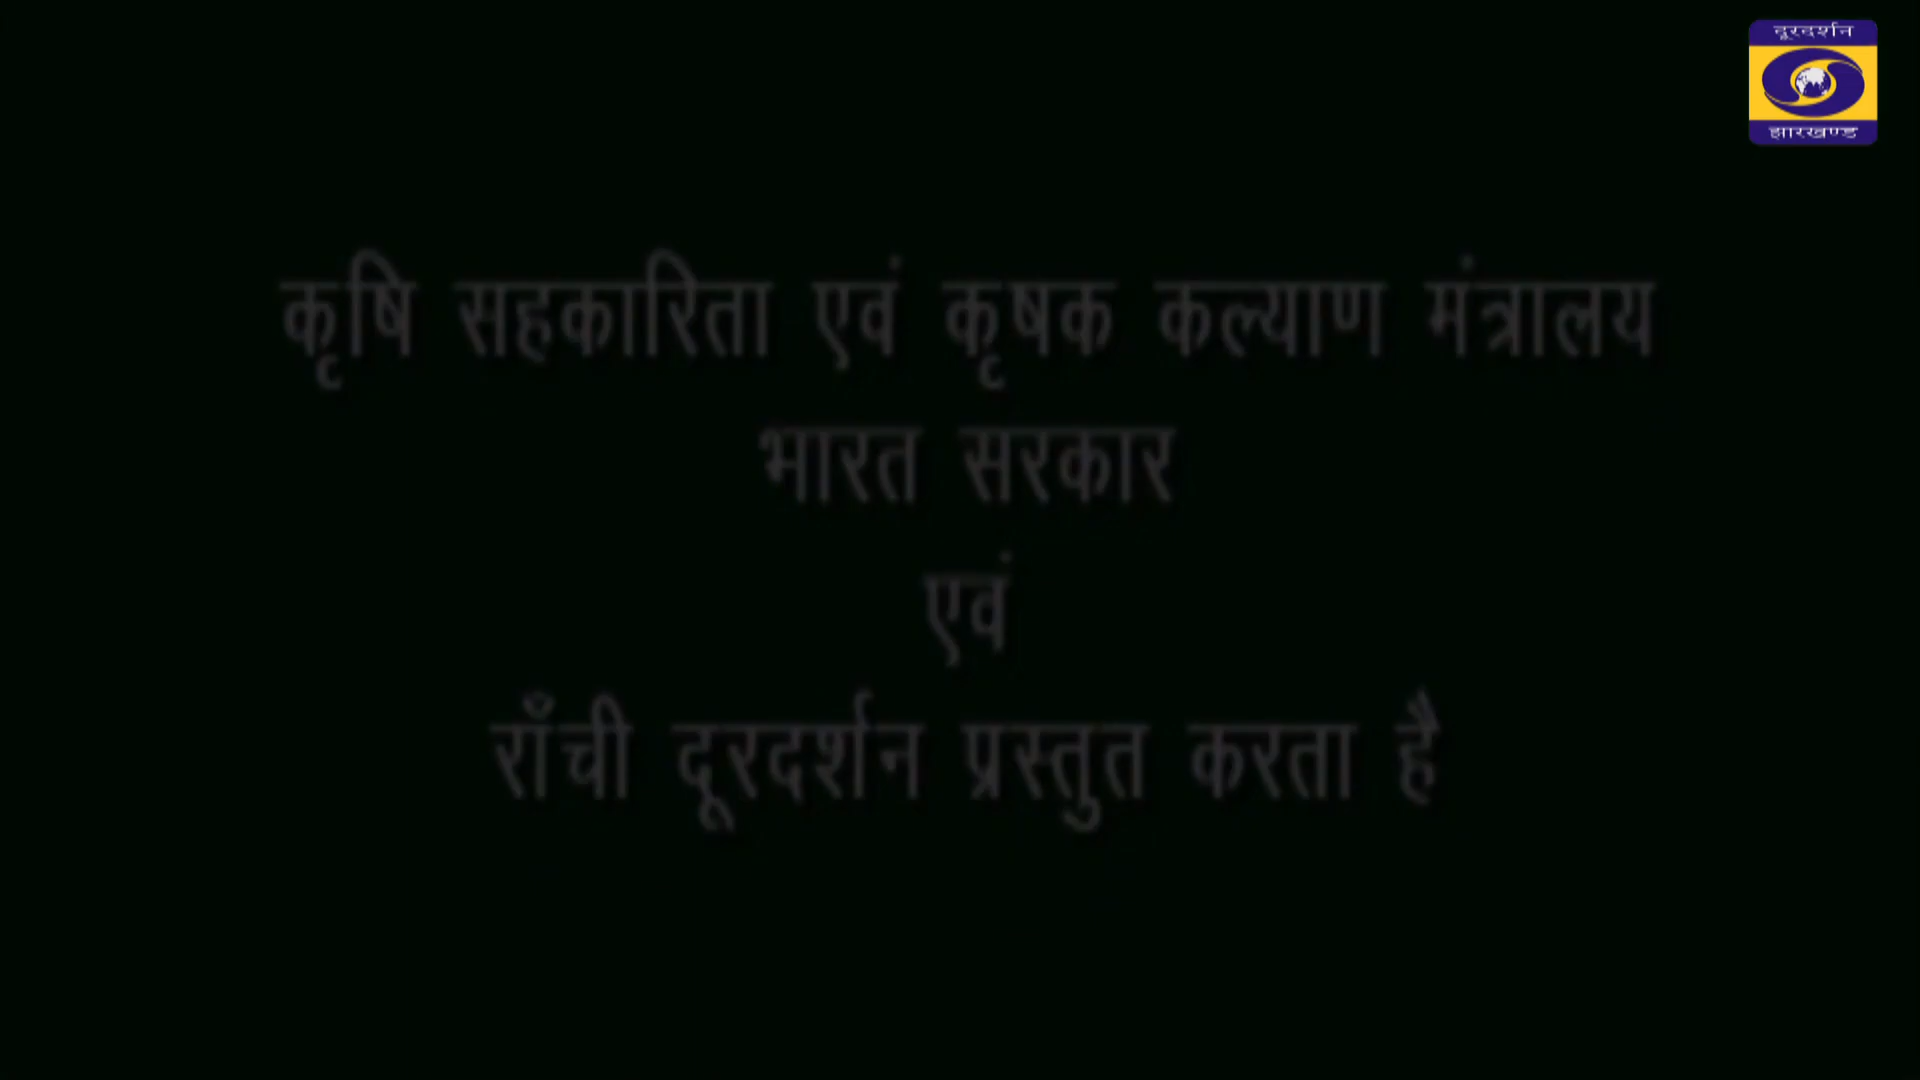 दूरदर्शन
झारखण्ड
कृषि सहकारिता एवं कृषक कल्याण मंत्रालय
भारत सरकार
एवं
राँची दूरदर्शन प्रस्तुत करता है